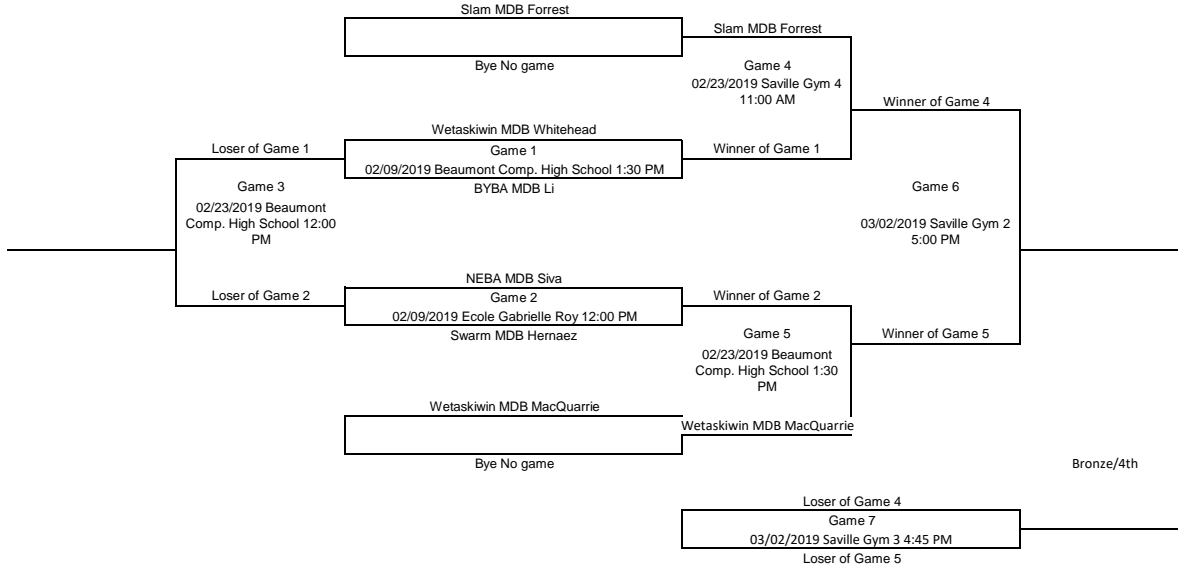 Slam MDB Forrest
Slam MDB Forrest
Bye No game
Game 4
02/23/2019 Saville Gym 4
11:00 AM
Winner of Game 4
Wetaskiwin MDB Whitehead
Loser of Game 1
Game 1
Winner of Game 1
02/09/2019 Beaumont Comp. High School 1:30 PM
Game 3
BYBA MDB Li
Game 6
02/23/2019 Beaumont
Comp. High School 12:00
PM
03/02/2019 Saville Gym 2
5:00 PM
NEBA MDB Siva
Loser of Game 2
Game 2
Winner of Game 2
02/09/2019 Ecole Gabrielle Roy 12:00 PM
Swarm MDB Hernaez
Game 5
Winner of Game 5
02/23/2019 Beaumont
Comp. High School 1:30
PM
Wetaskiwin MDB MacQuarrie
Wetaskiwin MDB MacQuarrie
Bye No game
Bronze/4th
Loser of Game 4
Game 7
03/02/2019 Saville Gym 3 4:45 PM
Loser of Game 5